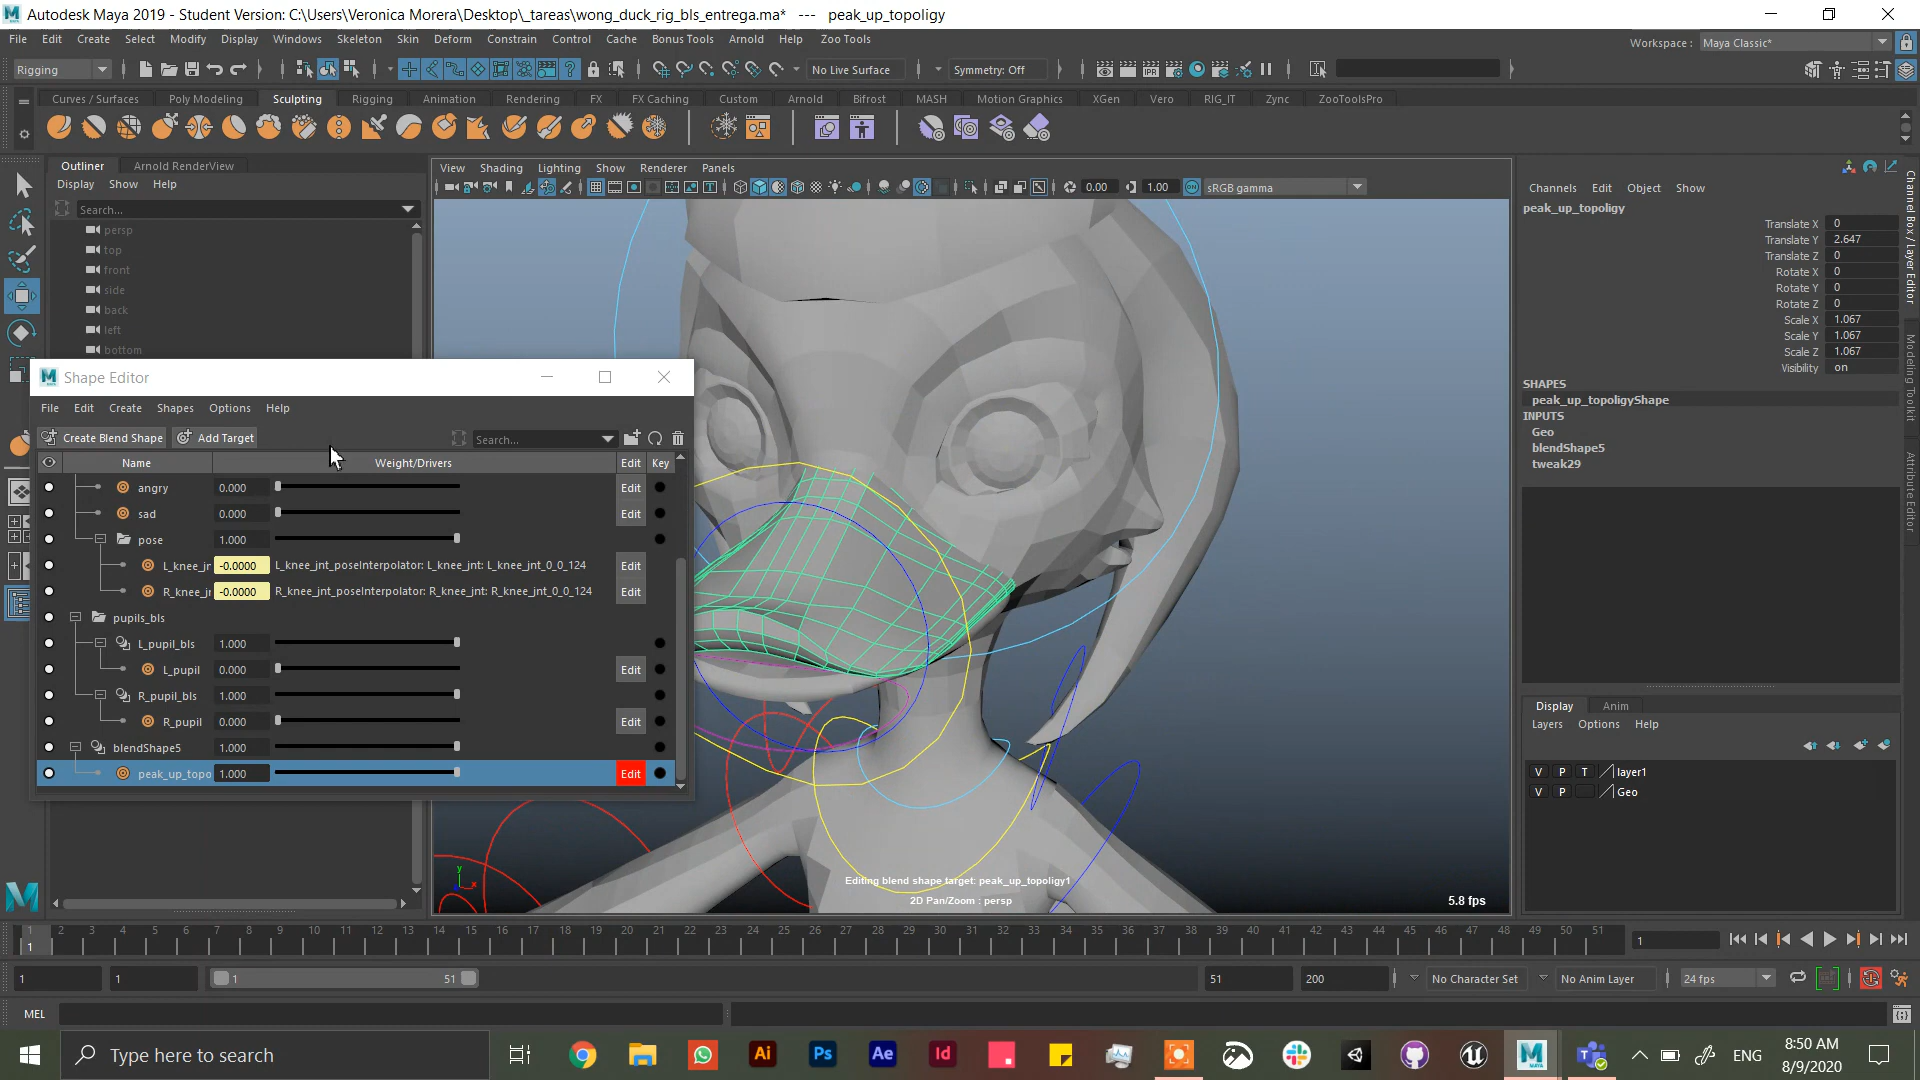 Autodesk Maya 2019 - Student Version: C:\Users\Veronica Morera\Desktop\_tareas\wong_duck_rig_bls_entrega.ma* --- peak_up_topoligy
File Edit Create Select Modify Display Windows Skeleton Skin Deform Constrain Control Cache Bonus Tools Arnold Help Zoo Tools
Workspace : Maya Classic*
Rigging No Live Surface Symmetry: Off
Curves / Surfaces Poly Modeling Sculpting Rigging Animation Rendering FX FX Caching Custom Arnold Bifrost MASH Motion Graphics XGen Vero RIG_IT Zync ZooToolsPro
Outliner Arnold RenderView
Display Show Help
Search...
persp
top
front
side
back
left
bottom
View Shading Lighting Show Renderer Panels
0.00 1.00 sRGB gamma
Shape Editor
File Edit Create Shapes Options Help
Create Blend Shape Add Target Search...
Name Weight/Drivers Edit Key
angry 0.000 Edit
sad 0.000 Edit
pose 1.000
L_knee_jn -0.0000 L_knee_jnt_poseInterpolator: L_knee_jnt: L_knee_jnt_0_0_124 Edit
R_knee_jn -0.0000 R_knee_jnt_poseInterpolator: R_knee_jnt: R_knee_jnt_0_0_124 Edit
pupils_bls
L_pupil_bls 1.000
L_pupil 0.000 Edit
R_pupil_bls 1.000
R_pupil 0.000 Edit
blendShape5 1.000
peak_up_topo 1.000 Edit
Editing blend shape target: peak_up_topoligy1
2D Pan/Zoom : persp
5.8 fps
y
x
Channels Edit Object Show
peak_up_topoligy
Translate X 0
Translate Y 2.647
Translate Z 0
Rotate X 0
Rotate Y 0
Rotate Z 0
Scale X 1.067
Scale Y 1.067
Scale Z 1.067
Visibility on
SHAPES
peak_up_topoligyShape
INPUTS
Geo
blendShape5
tweak29
Display Anim
Layers Options Help
V P T layer1
V P Geo
Channel Box / Layer Editor
Modeling Toolkit
Attribute Editor
1 2 3 4 5 6 7 8 9 10 11 12 13 14 15 16 17 18 19 20 21 22 23 24 25 26 27 28 29 30 31 32 33 34 35 36 37 38 39 40 41 42 43 44 45 46 47 48 49 50 51
1 1
1 1 1 51 51 200 No Character Set No Anim Layer 24 fps
MEL
Type here to search
Ai Ps Ae Id
ENG
8:50 AM
8/9/2020